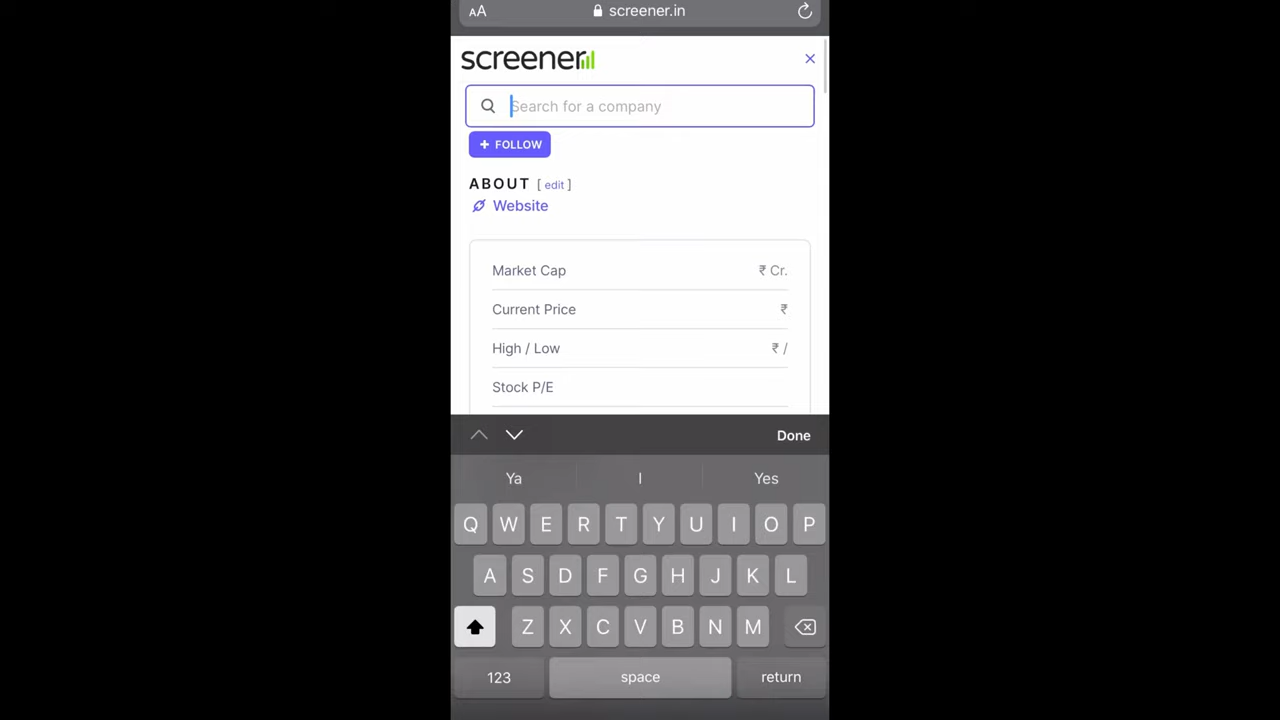 AA screener.in
screener
Search for a company
+ FOLLOW
ABOUT [ edit ]
Website
Market Cap ₹ Cr.
Current Price ₹
High / Low ₹ /
Stock P/E
Done
Ya I Yes
Q W E R T Y U I O P
A S D F G H J K L
Z X C V B N M
123 space return